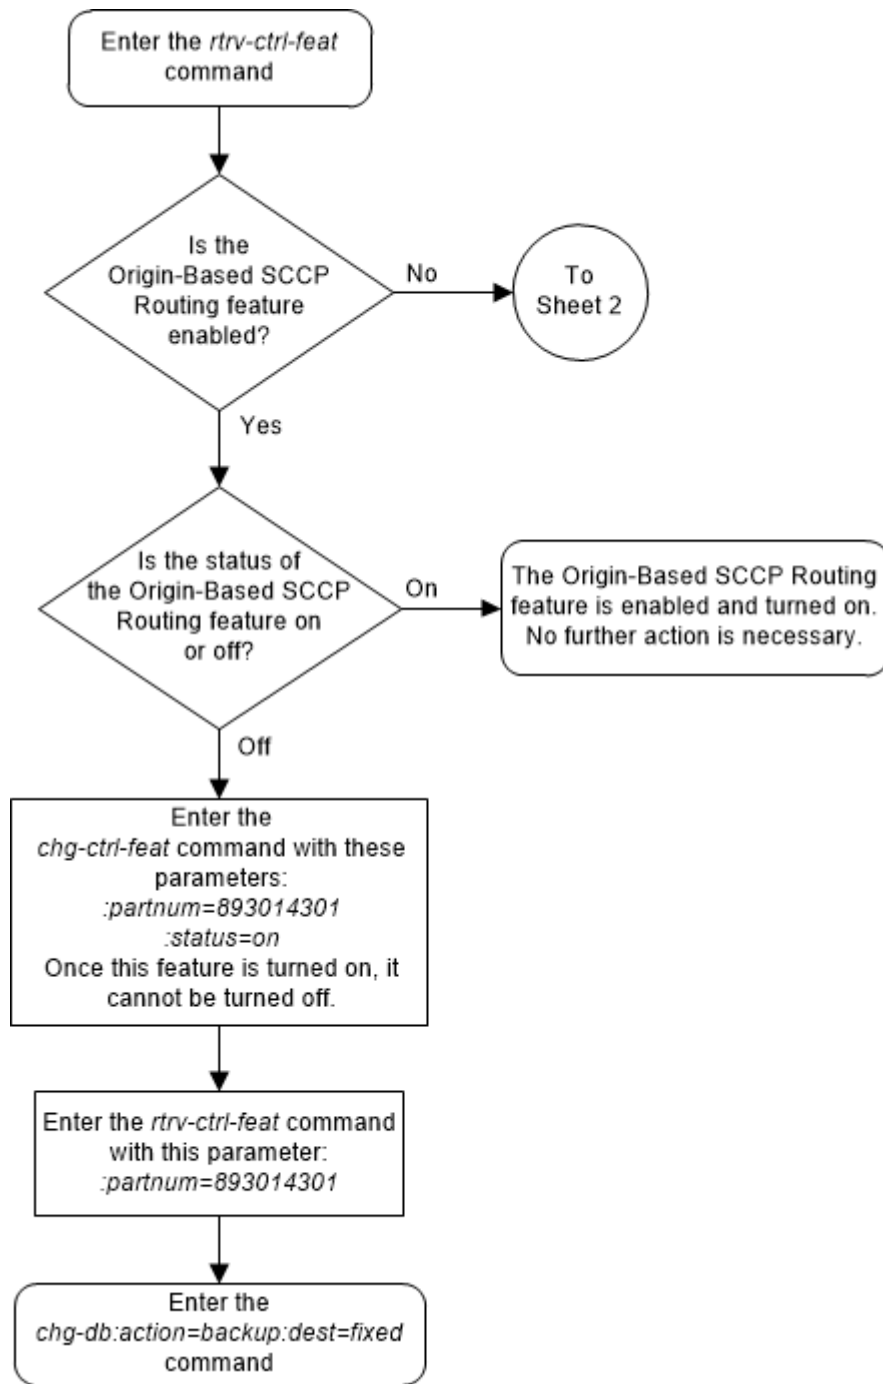 Enter the rtrv-ctrl-feat
command
Is the
Origin-Based SCCP
Routing feature
enabled?
No
To
Sheet 2
Yes
Is the status of
the Origin-Based SCCP
Routing feature on
or off?
On
The Origin-Based SCCP Routing
feature is enabled and turned on.
No further action is necessary.
Off
Enter the
chg-ctrl-feat command with these
parameters:
:partnum=893014301
:status=on
Once this feature is turned on, it
cannot be turned off.
Enter the rtrv-ctrl-feat command
with this parameter:
:partnum=893014301
Enter the
chg-db:action=backup:dest=fixed
command